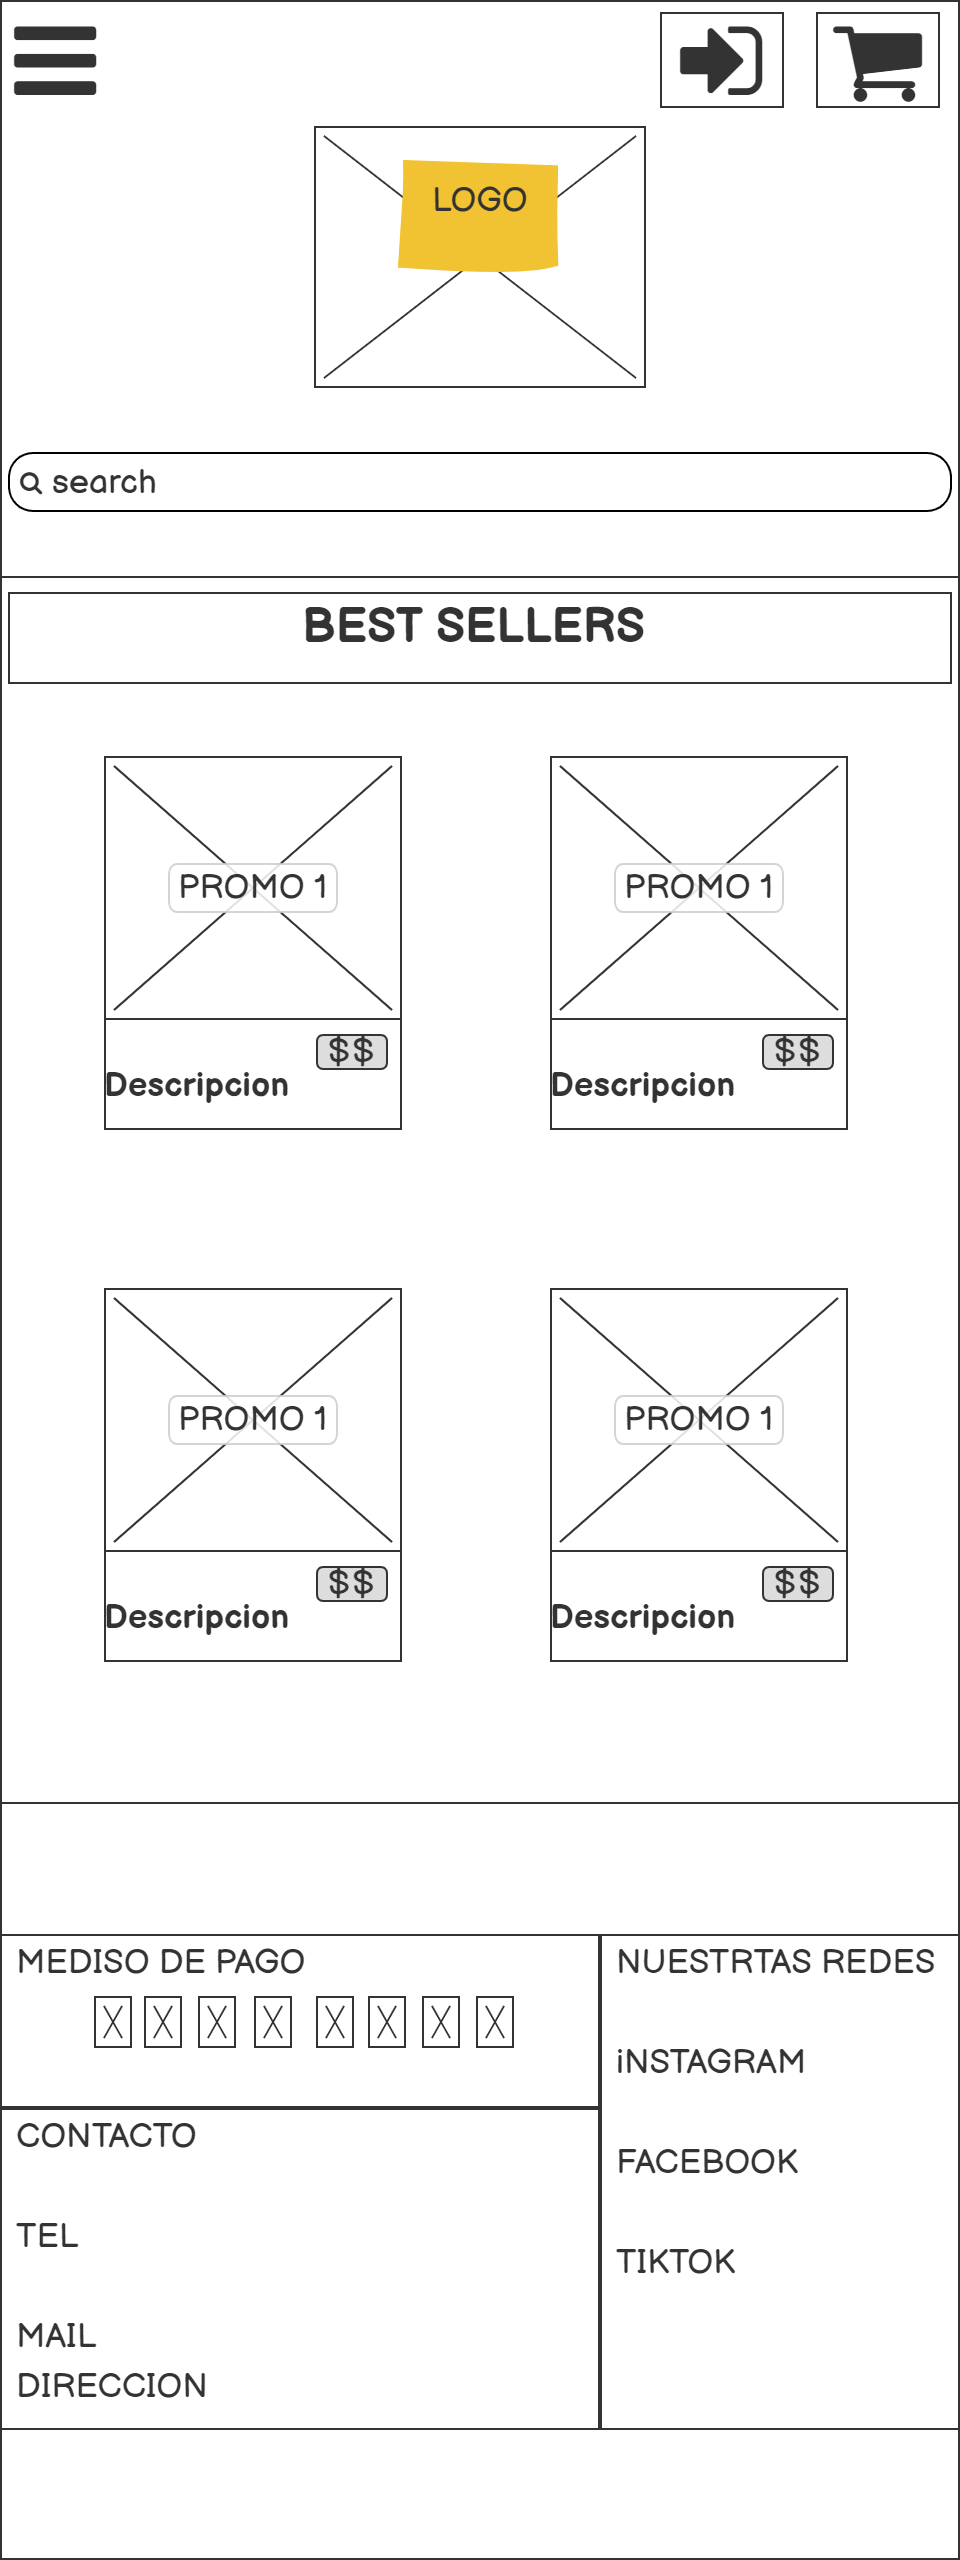 LOGO
search
BEST SELLERS
PROMO 1
PROMO 1
$$
Descripcion
$$
Descripcion
PROMO 1
PROMO 1
$$
Descripcion
$$
Descripcion
MEDISO DE PAGO
CONTACTO
TEL
MAIL
DIRECCION
NUESTRTAS REDES
iNSTAGRAM
FACEBOOK
TIKTOK